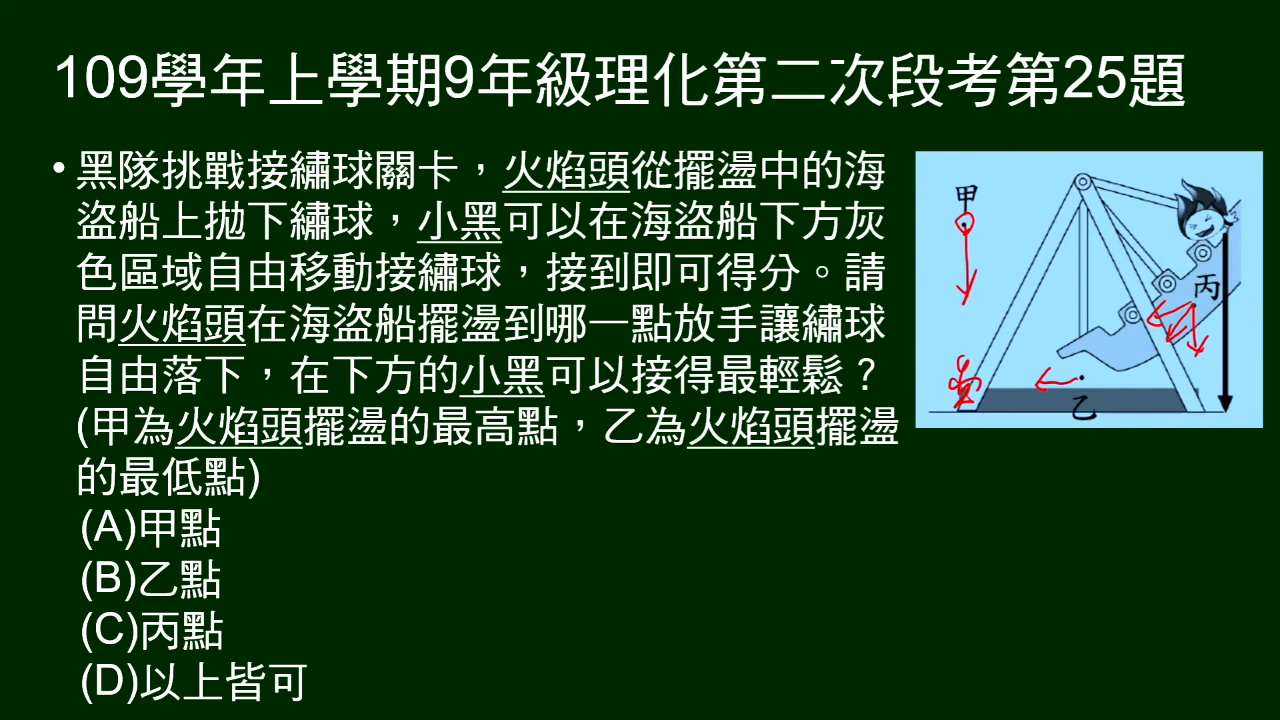 109學年上學期9年級理化第二次段考第25題
• 黑隊挑戰接繡球關卡，火焰頭從擺盪中的海
盜船上拋下繡球，小黑可以在海盜船下方灰
色區域自由移動接繡球，接到即可得分。請
問火焰頭在海盜船擺盪到哪一點放手讓繡球
自由落下，在下方的小黑可以接得最輕鬆？
(甲為火焰頭擺盪的最高點，乙為火焰頭擺盪
的最低點)
(A)甲點
(B)乙點
(C)丙點
(D)以上皆可
甲
丙
乙